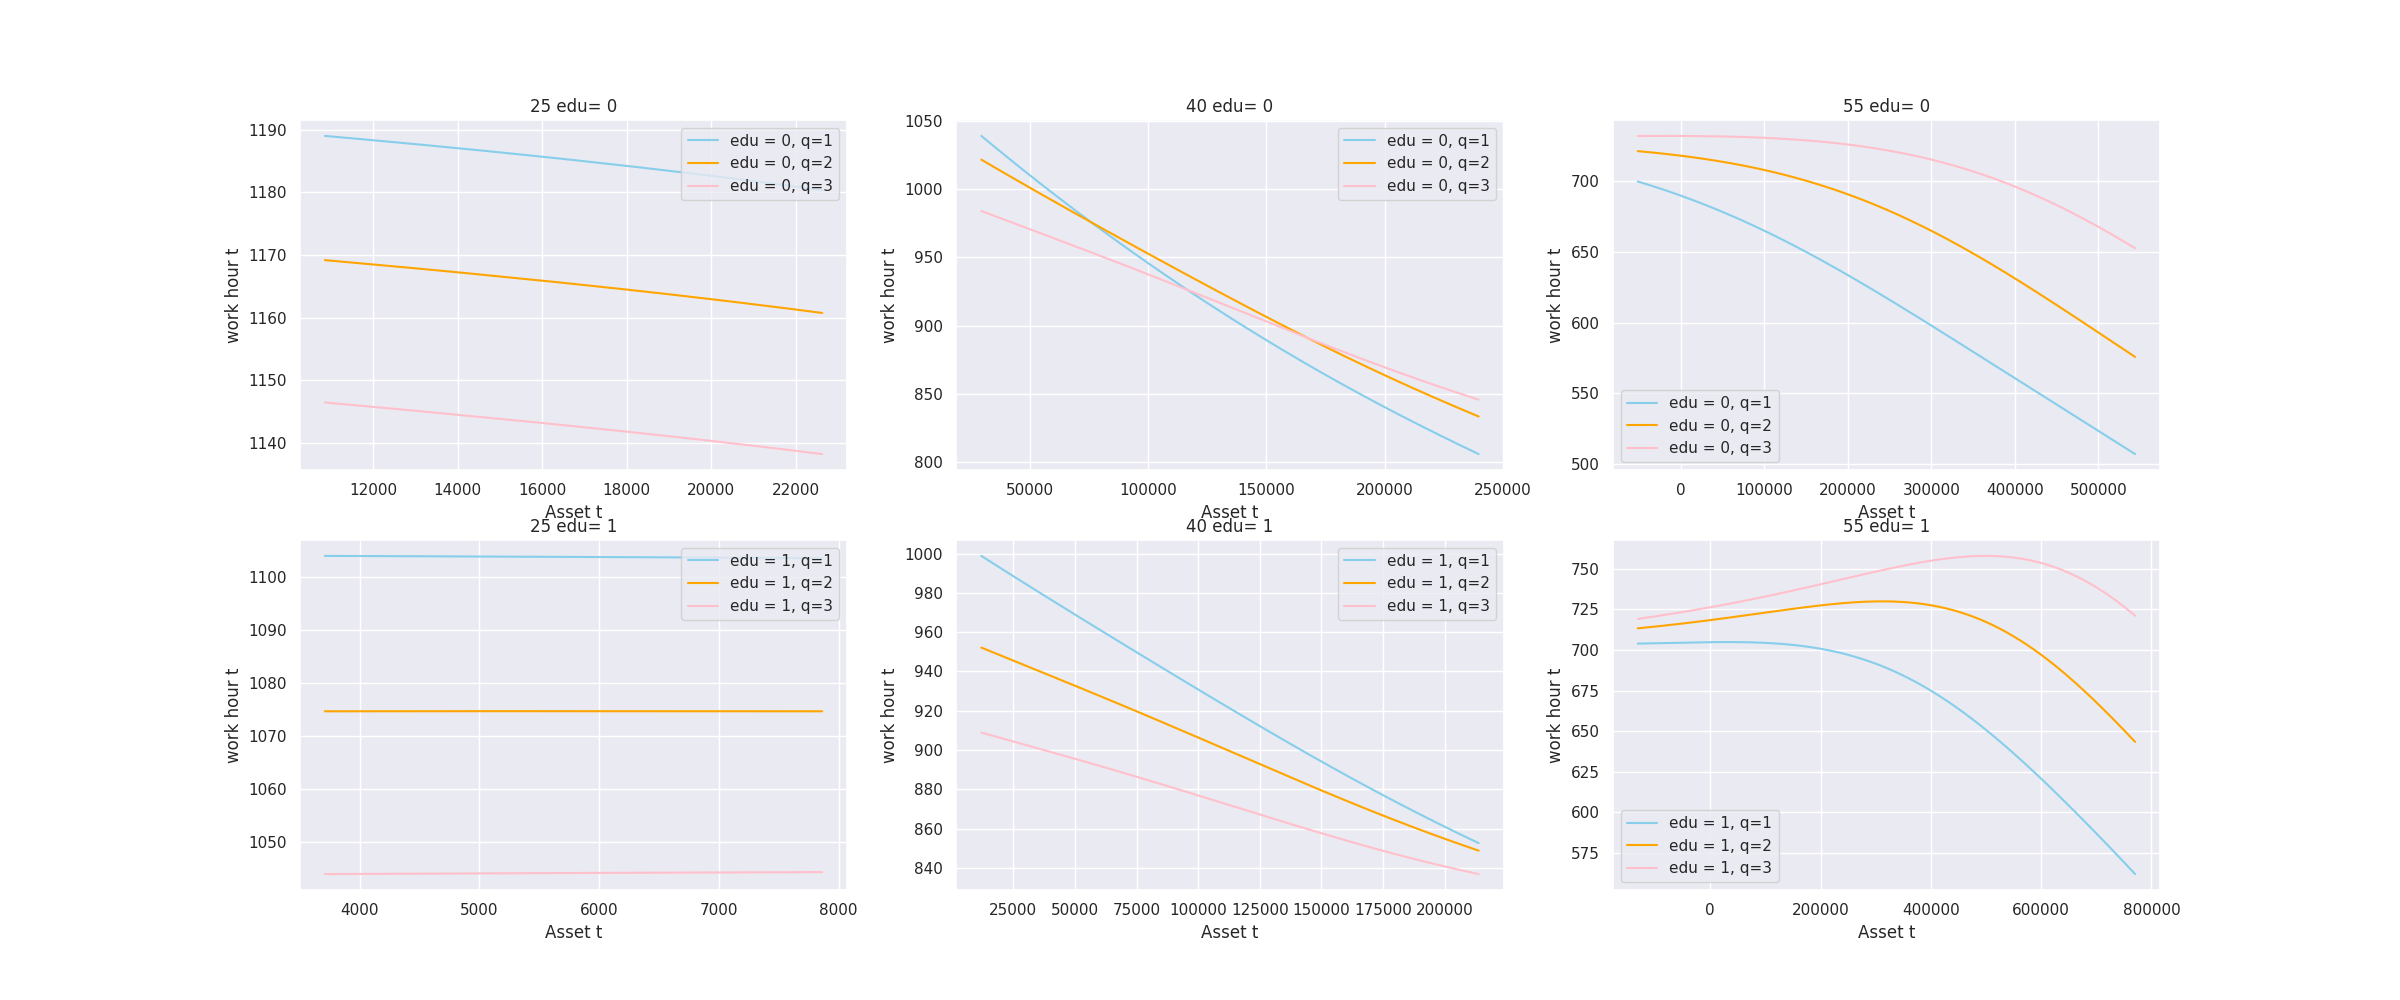 25 edu= 0
1190
1180
1170
1160
1150
1140
work hour t
edu = 0, q=1
edu = 0, q=2
edu = 0, q=3
12000 14000 16000 18000 20000 22000
Asset t
40 edu= 0
1050
1000
950
900
850
800
work hour t
edu = 0, q=1
edu = 0, q=2
edu = 0, q=3
50000 100000 150000 200000 250000
Asset t
55 edu= 0
700
650
600
550
500
work hour t
edu = 0, q=1
edu = 0, q=2
edu = 0, q=3
0 100000 200000 300000 400000 500000
Asset t
25 edu= 1
1100
1090
1080
1070
1060
1050
work hour t
edu = 1, q=1
edu = 1, q=2
edu = 1, q=3
4000 5000 6000 7000 8000
Asset t
40 edu= 1
1000
980
960
940
920
900
880
860
840
work hour t
edu = 1, q=1
edu = 1, q=2
edu = 1, q=3
25000 50000 75000 100000 125000 150000 175000 200000
Asset t
55 edu= 1
750
725
700
675
650
625
600
575
work hour t
edu = 1, q=1
edu = 1, q=2
edu = 1, q=3
0 200000 400000 600000 800000
Asset t